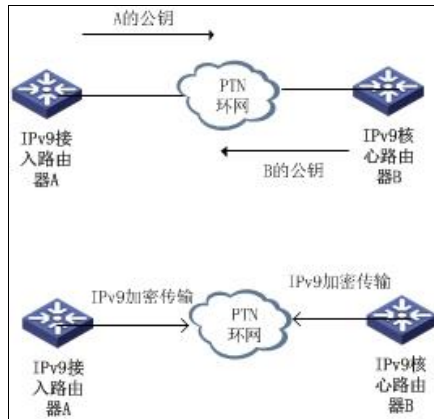 A的公钥
PTN
环网
IPv9接
入路由
器A
IPv9核
心路由
器B
B的公钥
IPv9加密传输
IPv9加密传输
PTN
环网
IPv9接
入路由
器A
IPv9核
心路由
器B